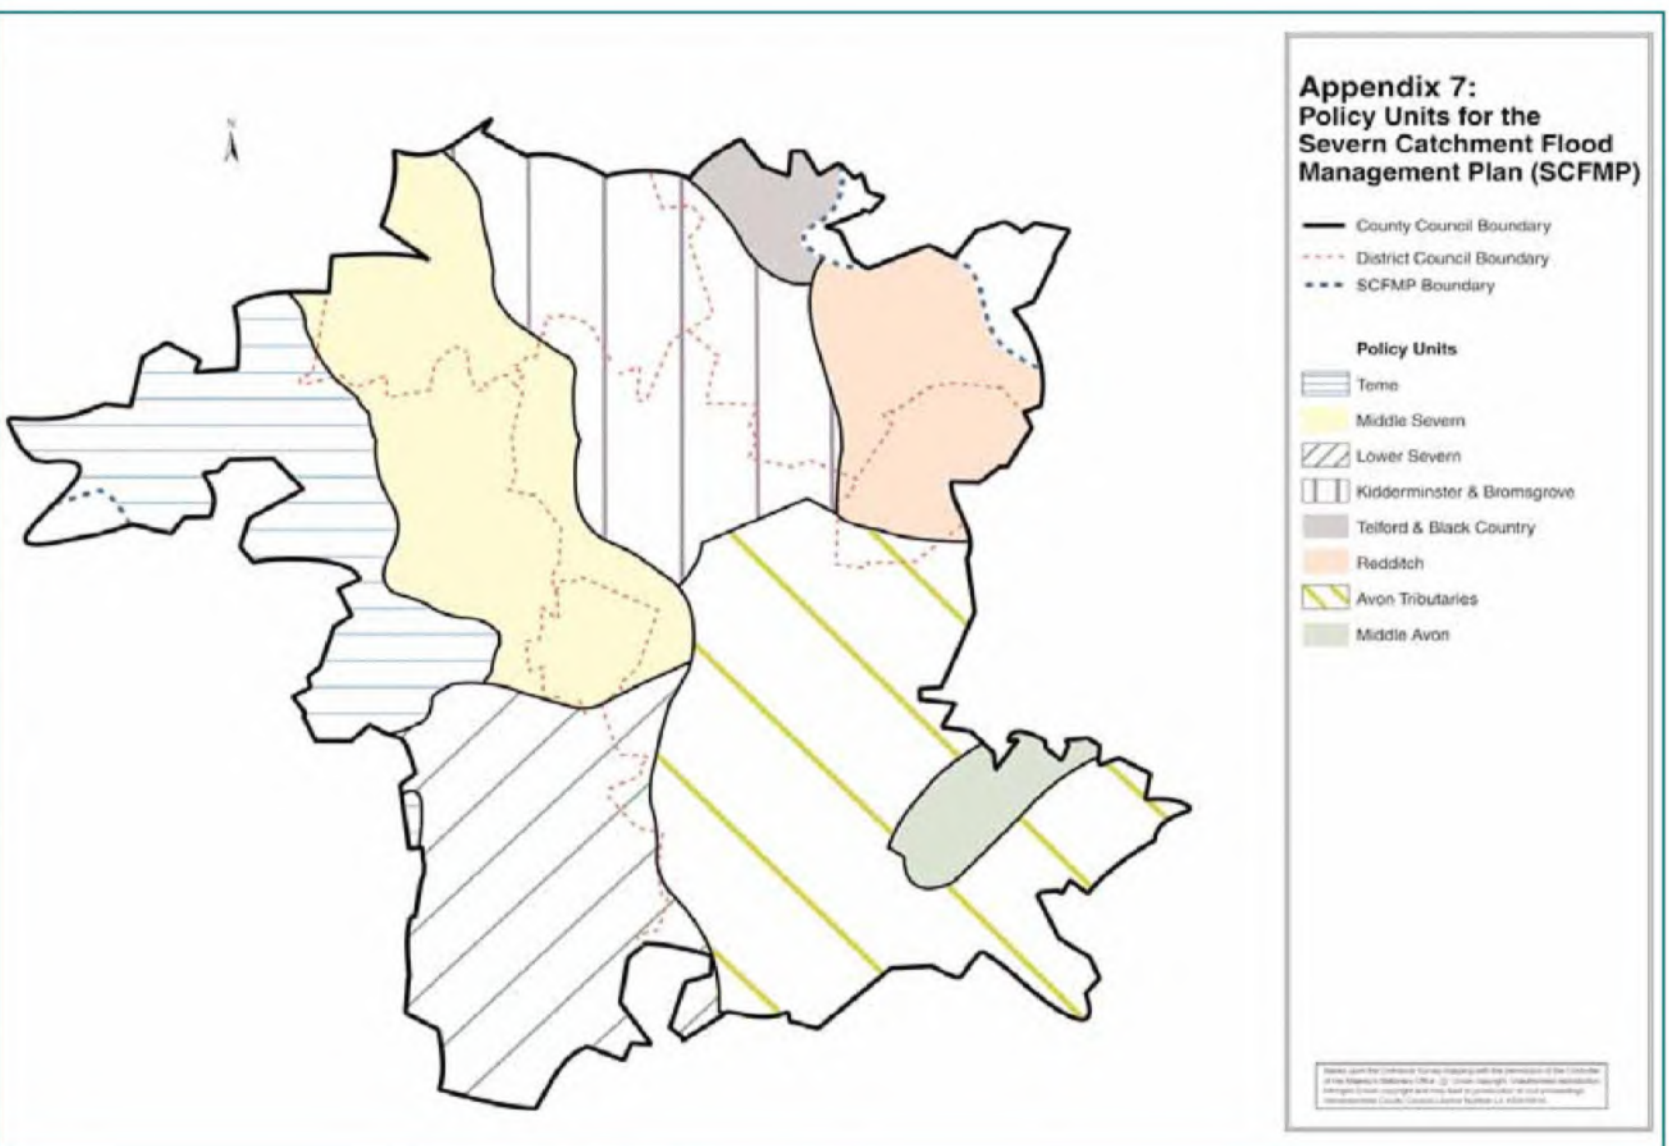 N
Appendix 7:
Policy Units for the
Severn Catchment Flood
Management Plan (SCFMP)
County Council Boundary
District Council Boundary
SCFMP Boundary
Policy Units
Teme
Middle Severn
Lower Severn
Kidderminster & Bromsgrove
Telford & Black Country
Redditch
Avon Tributaries
Middle Avon